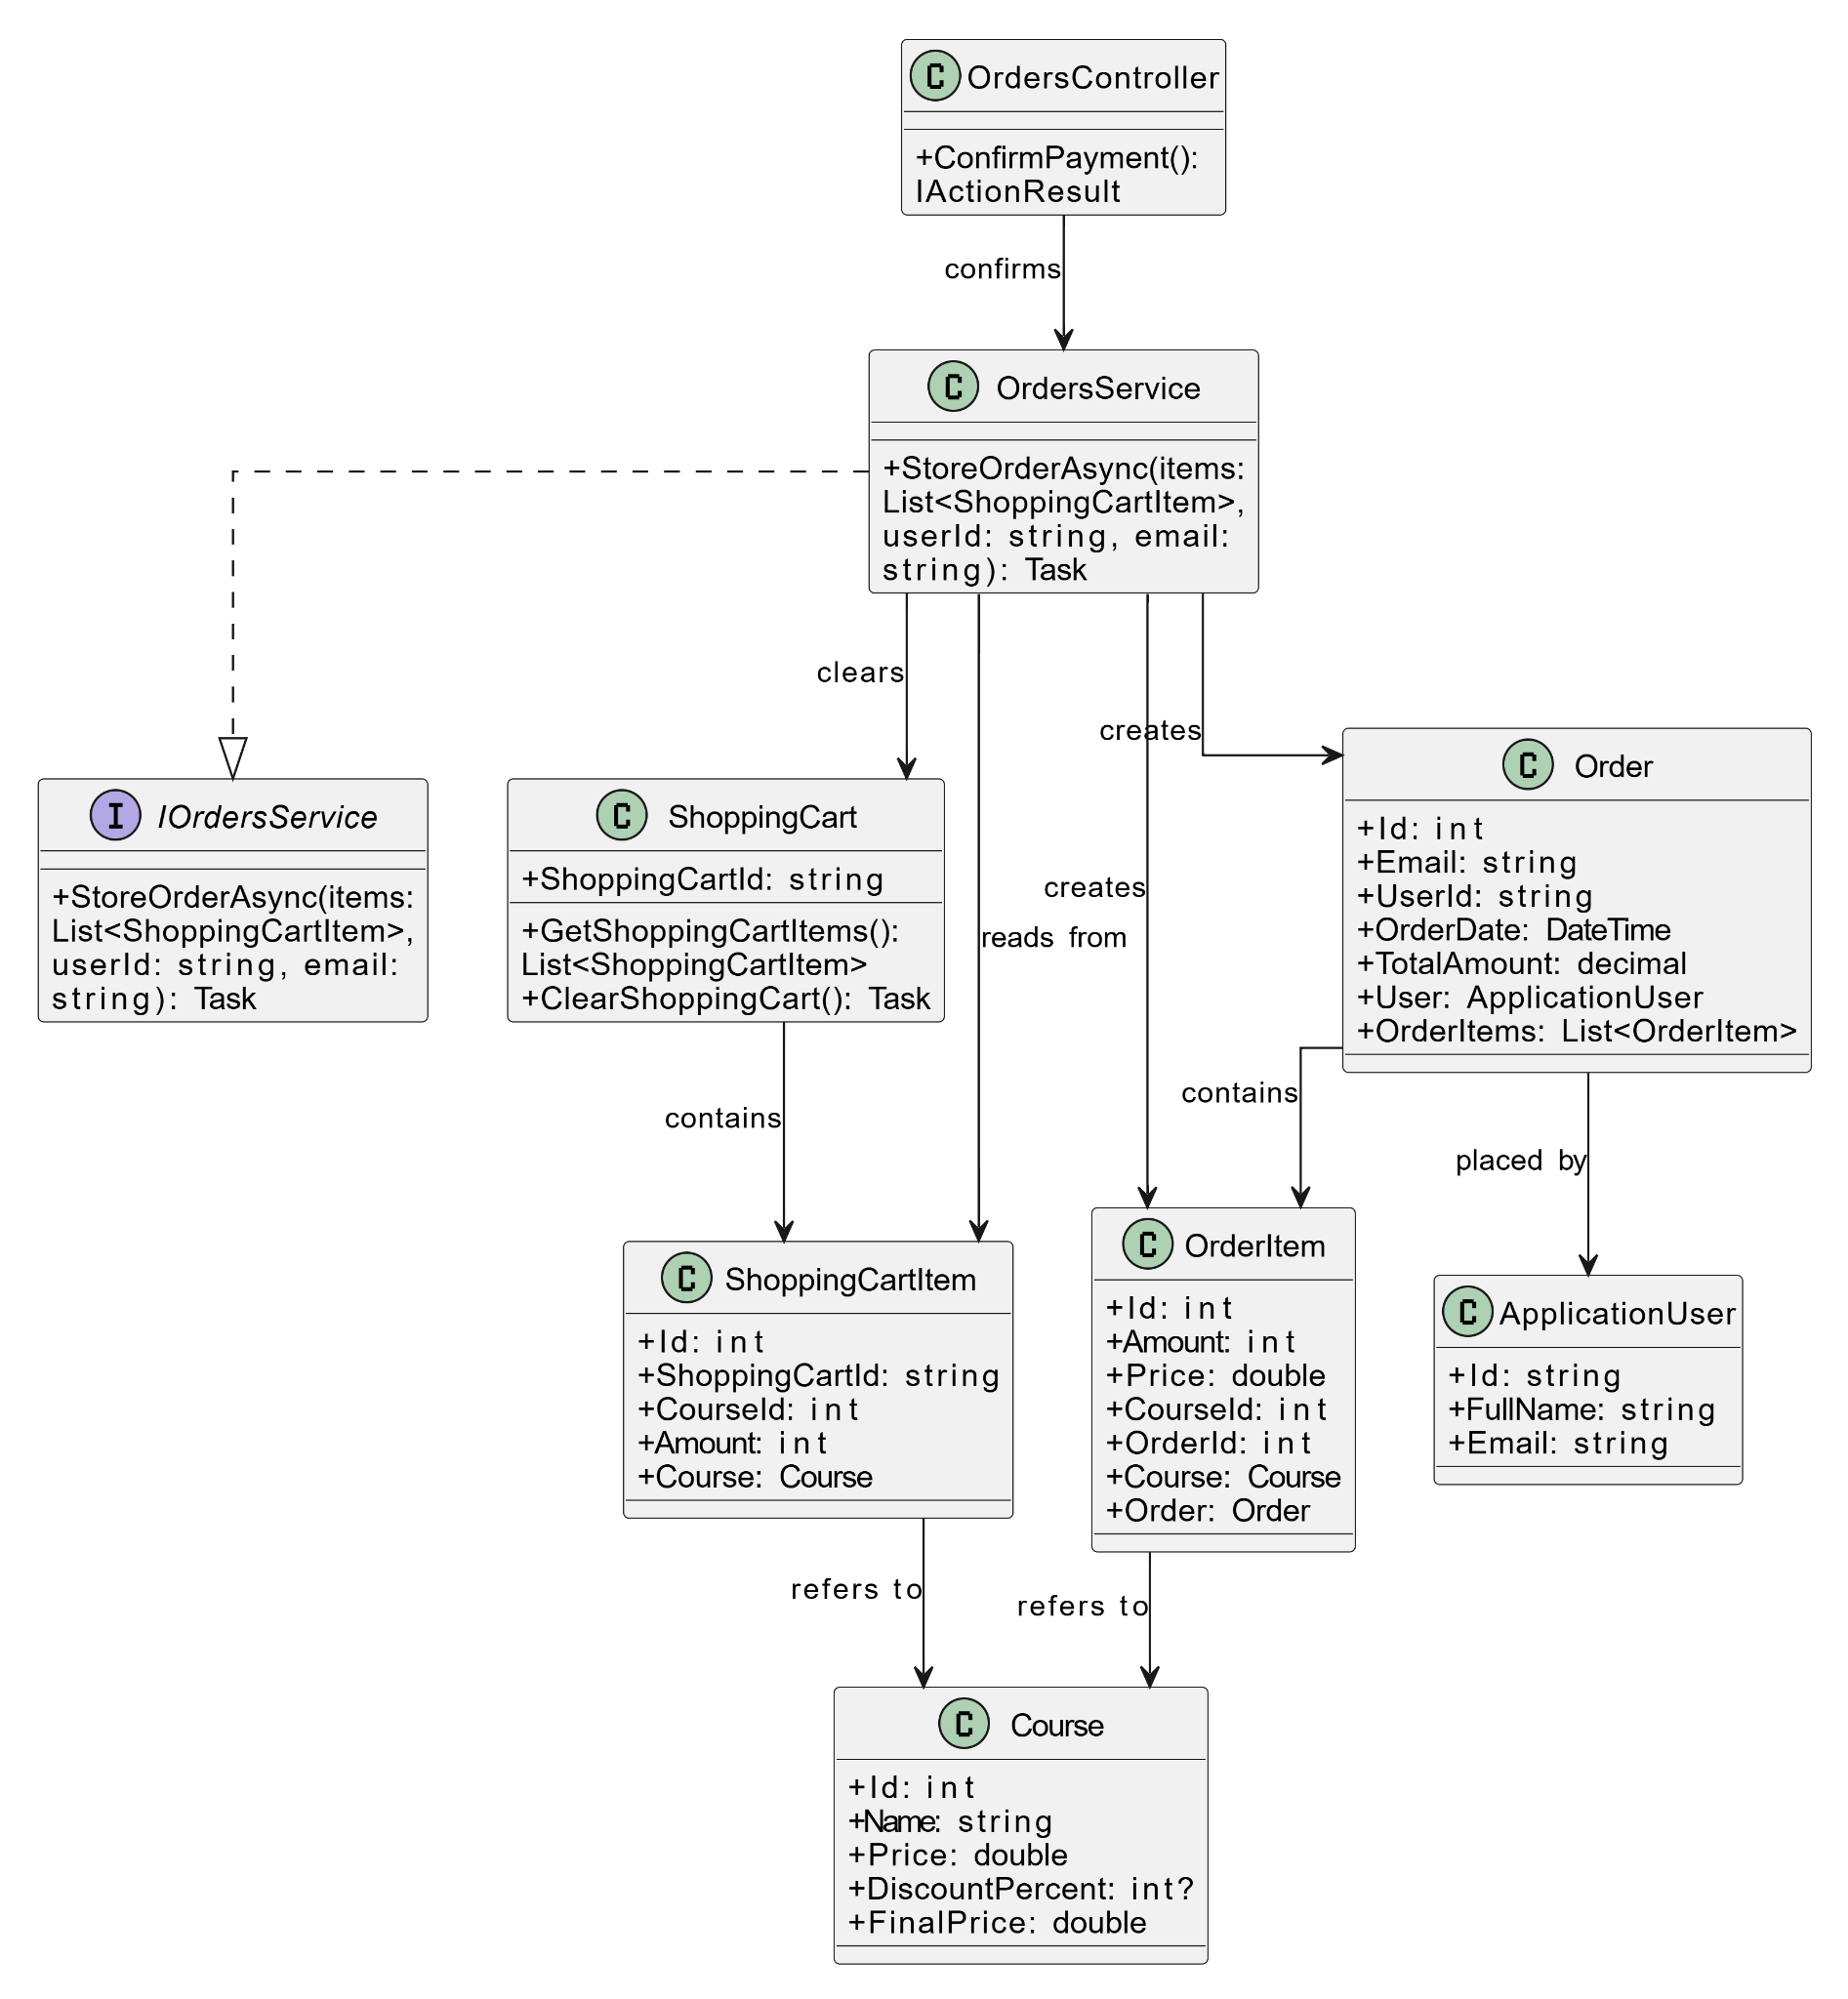 C OrdersController
+ConfirmPayment():
IActionResult
confirms
C OrdersService
+StoreOrderAsync(items:
List<ShoppingCartItem>,
userId: string, email:
string): Task
clears
creates
creates
reads from
I IOrdersService
+StoreOrderAsync(items:
List<ShoppingCartItem>,
userId: string, email:
string): Task
C ShoppingCart
+ShoppingCartId: string
+GetShoppingCartItems():
List<ShoppingCartItem>
+ClearShoppingCart(): Task
C Order
+Id: int
+Email: string
+UserId: string
+OrderDate: DateTime
+TotalAmount: decimal
+User: ApplicationUser
+OrderItems: List<OrderItem>
contains
contains
placed by
C ShoppingCartItem
+Id: int
+ShoppingCartId: string
+CourseId: int
+Amount: int
+Course: Course
C OrderItem
+Id: int
+Amount: int
+Price: double
+CourseId: int
+OrderId: int
+Course: Course
+Order: Order
C ApplicationUser
+Id: string
+FullName: string
+Email: string
refers to
refers to
C Course
+Id: int
+Name: string
+Price: double
+DiscountPercent: int?
+FinalPrice: double